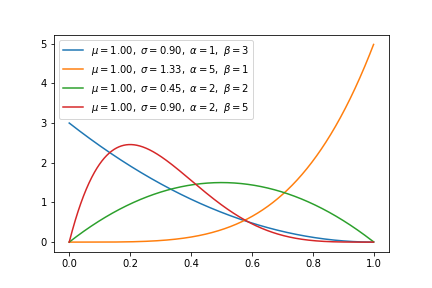 5
4
3
2
1
0
μ = 1.00, σ = 0.90, α = 1, β = 3
μ = 1.00, σ = 1.33, α = 5, β = 1
μ = 1.00, σ = 0.45, α = 2, β = 2
μ = 1.00, σ = 0.90, α = 2, β = 5
0.0 0.2 0.4 0.6 0.8 1.0